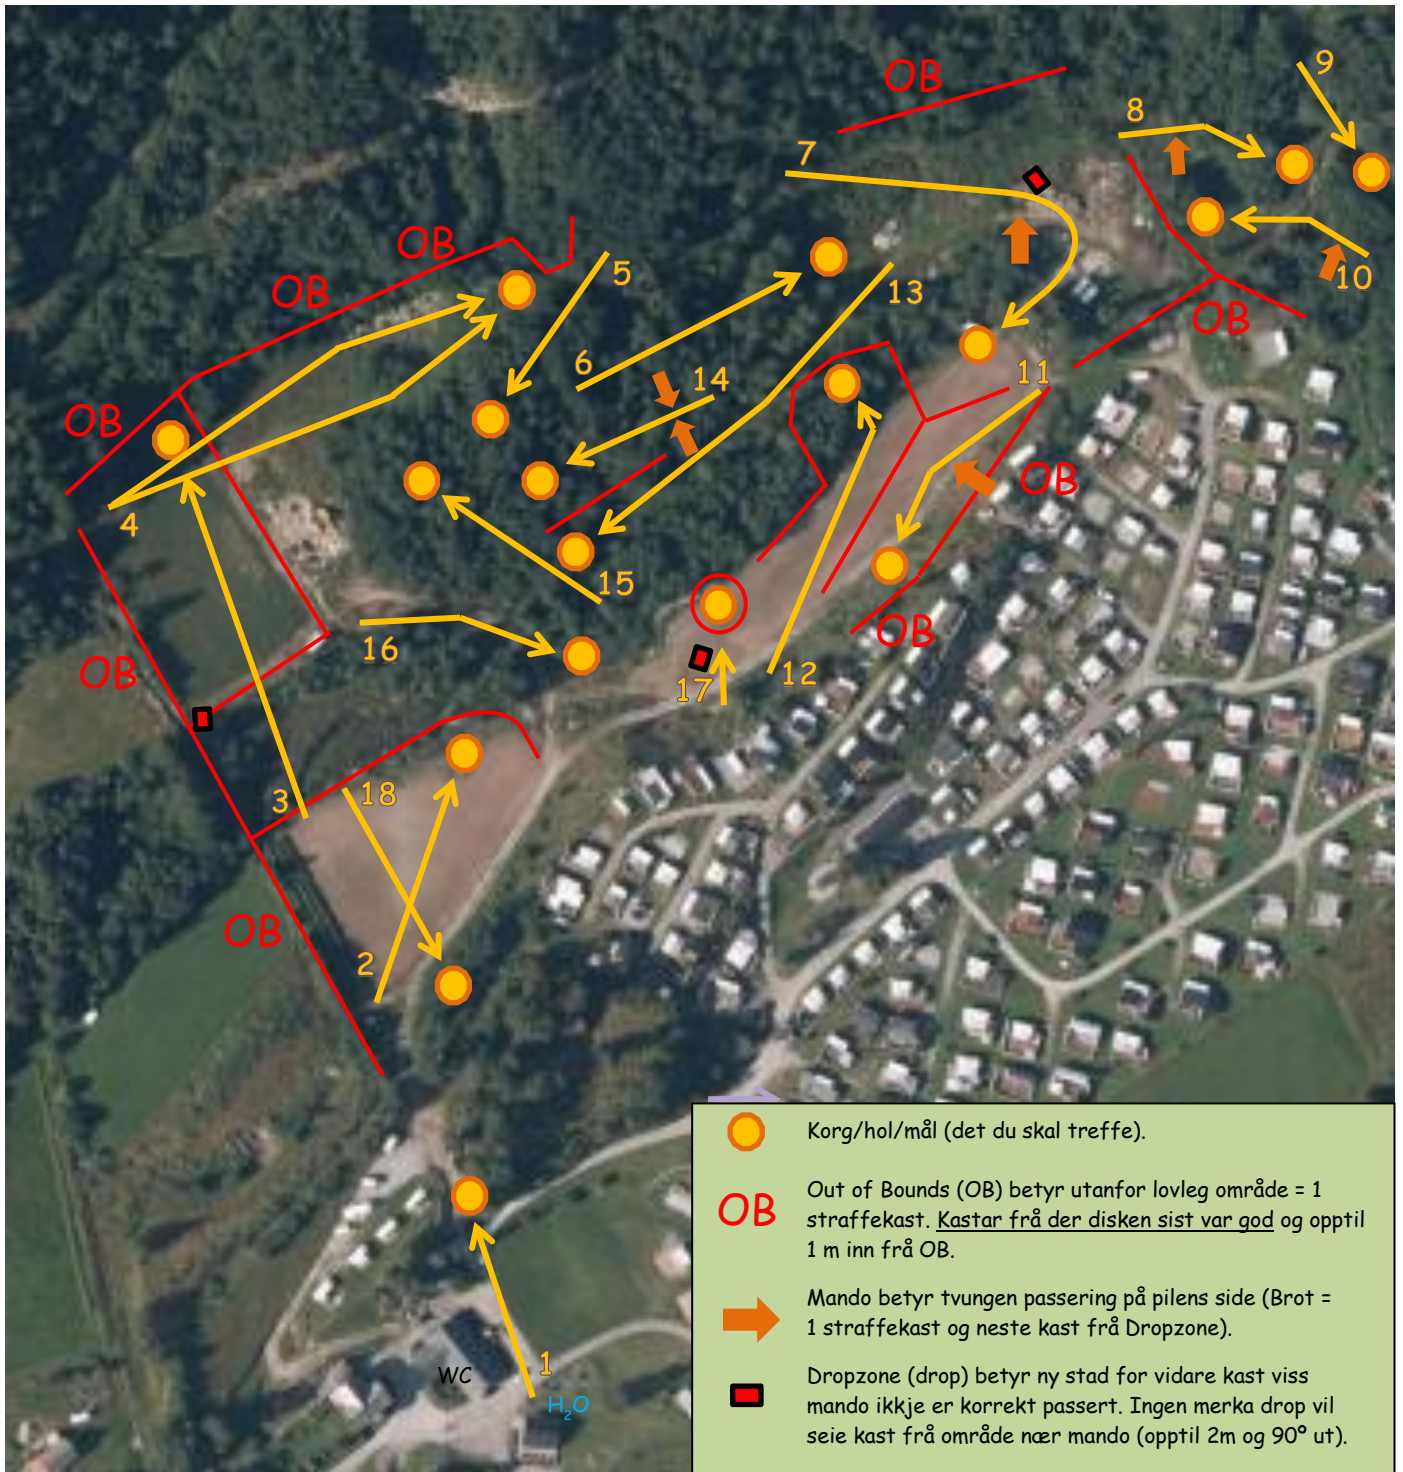 OB
9
8
7
OB
5
13
10
OB
OB
6
14
11
OB
4
OB
15
16
OB
OB
17
12
3
18
OB
2
1
WC
H₂O
Korg/hol/mål (det du skal treffe).
OB
Out of Bounds (OB) betyr utanfor lovleg område = 1
straffekast. Kastar frå der disken sist var god og opptil
1 m inn frå OB.
Mando betyr tvungen passering på pilens side (Brot =
1 straffekast og neste kast frå Dropzone).
Dropzone (drop) betyr ny stad for vidare kast viss
mando ikkje er korrekt passert. Ingen merka drop vil
seie kast frå område nær mando (opptil 2m og 90º ut).